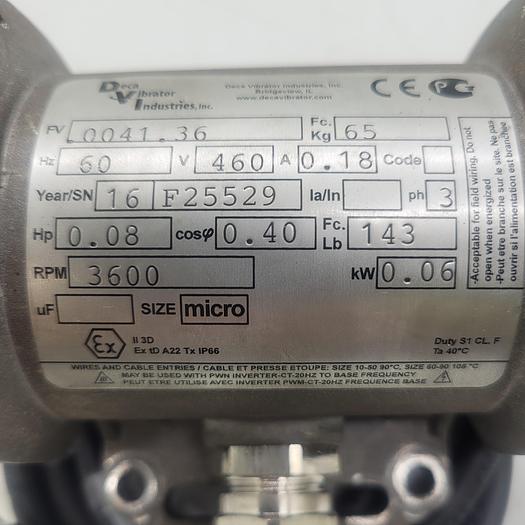 Deca Vibrator Industries, Inc.
Deca Vibrator Industries, Inc.
Bridgeview, IL
www.decavibrator.com
CE PC
FV .0041.36 Fc. Kg 65
Hz 60 V 460 A 0.18 Code
Year/SN 16 F25529 Ia/In ph 3
Hp 0.08 cosφ 0.40 Fc. Lb 143
RPM 3600 kW 0.06
uF SIZE micro
Ex II 3D
Ex tD A22 Tx IP66
Duty S1 CL. F
Ta 40°C
WIRES AND CABLE ENTRIES / CABLE ET PRESSE ETOUPE: SIZE 10-50 90°C, SIZE 60-90 105 °C
MAY BE USED WITH PWN INVERTER-CT-20HZ TO BASE FREQUENCY
PEUT ETRE UTILISE AVEC INVERTER PWM-CT-20HZ FREQUENCE BASE
-Acceptable for field wiring. Do not
open when energized
-Peut etre branche sur le site. Ne pas
ouvrir si l'alimentation est branchee